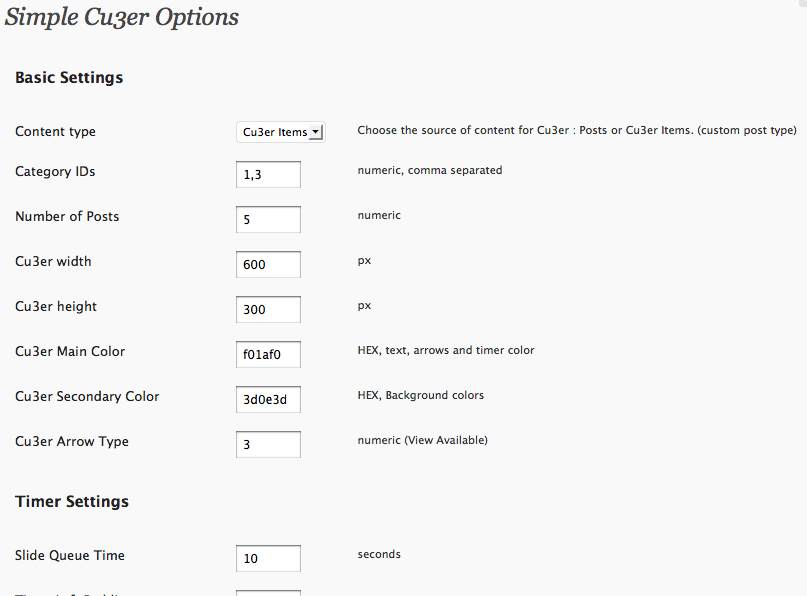 Simple Cu3er Options
Basic Settings
Content type Cu3er Items Choose the source of content for Cu3er : Posts or Cu3er Items. (custom post type)
Category IDs 1,3 numeric, comma separated
Number of Posts 5 numeric
Cu3er width 600 px
Cu3er height 300 px
Cu3er Main Color f01af0 HEX, text, arrows and timer color
Cu3er Secondary Color 3d0e3d HEX, Background colors
Cu3er Arrow Type 3 numeric (View Available)
Timer Settings
Slide Queue Time 10 seconds